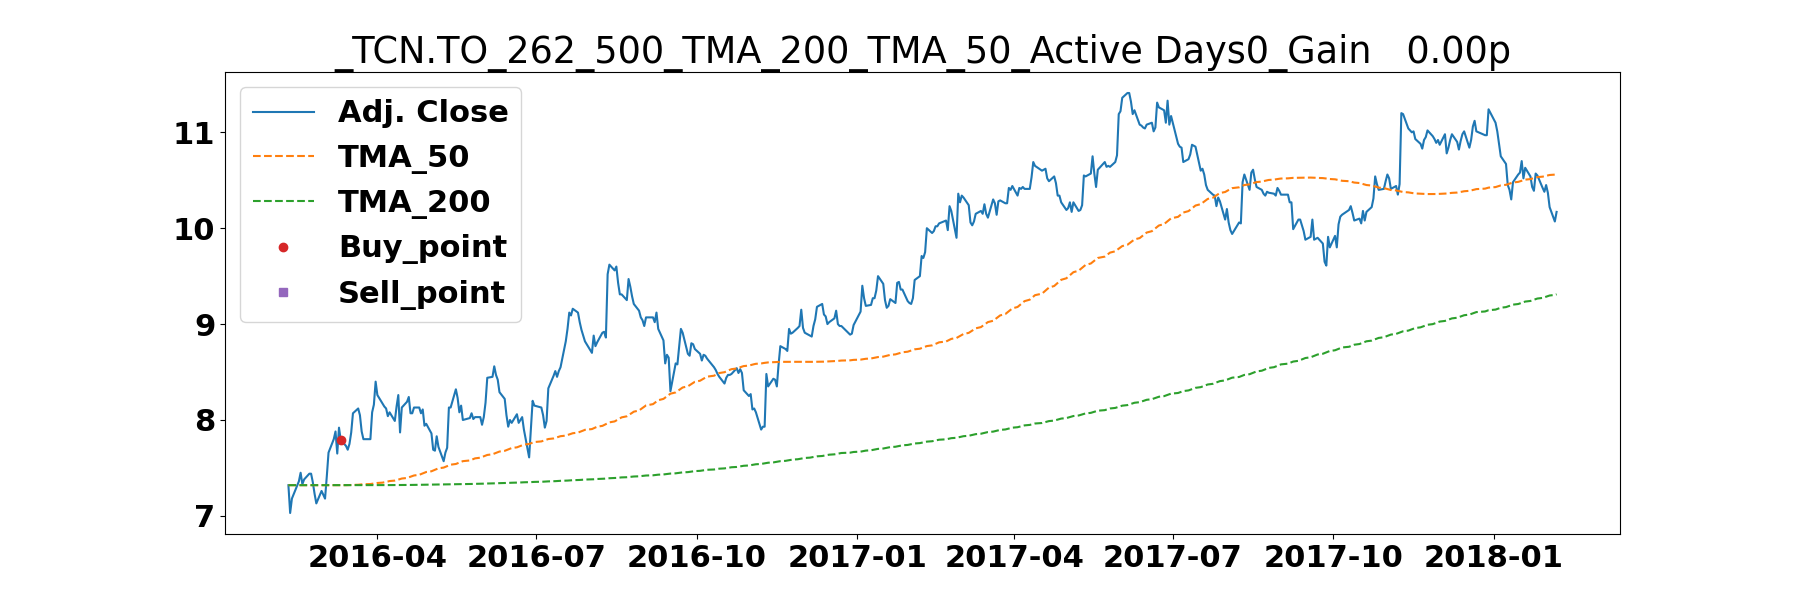 _TCN.TO_262_500_TMA_200_TMA_50_Active Days0_Gain   0.00p
Adj. Close
TMA_50
TMA_200
Buy_point
Sell_point
11
10
9
8
7
2016-04 2016-07 2016-10 2017-01 2017-04 2017-07 2017-10 2018-01